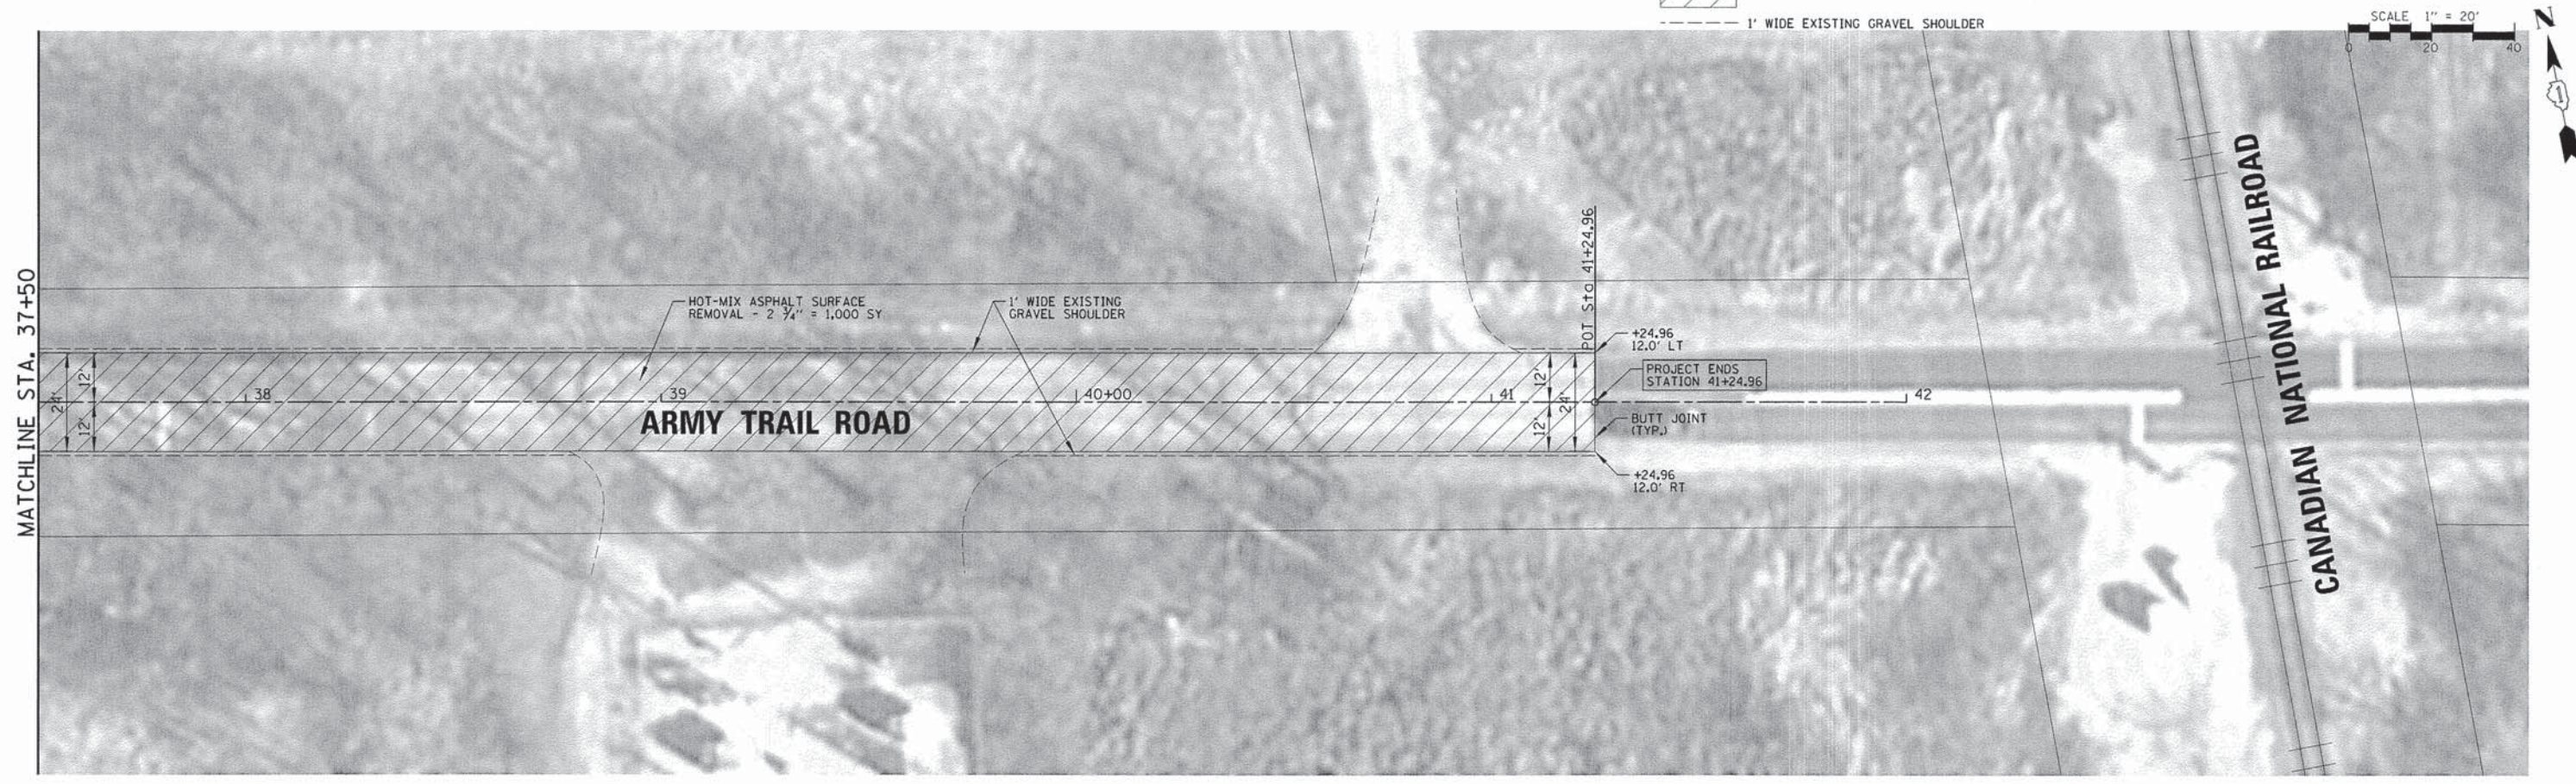 1' WIDE EXISTING GRAVEL SHOULDER
SCALE 1" = 20'
0 20 40
N
MATCHLINE STA. 37+50
HOT-MIX ASPHALT SURFACE
REMOVAL - 2 ¾" = 1,000 SY
1' WIDE EXISTING
GRAVEL SHOULDER
POT Sta 41+24.96
+24.96
12.0' LT
PROJECT ENDS
STATION 41+24.96
BUTT JOINT
(TYP.)
+24.96
12.0' RT
24'
12'
12'
38
39
40+00
41
42
12'
12'
24'
ARMY TRAIL ROAD
CANADIAN NATIONAL RAILROAD